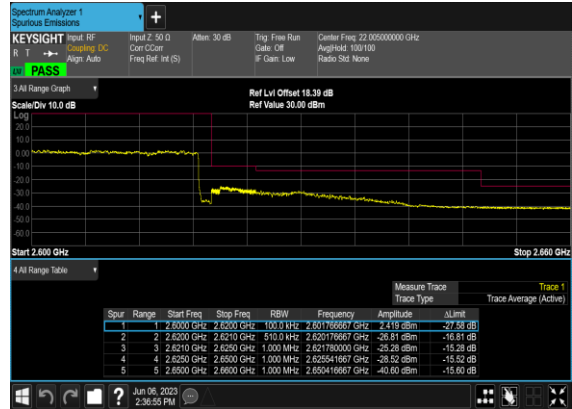 Spectrum Analyzer 1
Spurious Emissions
+
KEYSIGHT Input: RF Input Z: 50 Ω Atten: 30 dB Trig: Free Run Center Freq: 22.005000000 GHz
R T Coupling: DC Corr CCorr Gate: Off Avg|Hold: 100/100
Align: Auto Freq Ref: Int (S) IF Gain: Low Radio Std: None
PASS
3 All Range Graph
Ref Lvl Offset 18.39 dB
Scale/Div 10.0 dB Ref Value 30.00 dBm
Log
20.0
10.0
0.00
-10.0
-20.0
-30.0
-40.0
-50.0
-60.0
Start 2.600 GHz Stop 2.660 GHz
4 All Range Table
Measure Trace Trace 1
Trace Type Trace Average (Active)
Spur Range Start Freq Stop Freq RBW Frequency Amplitude ΔLimit
1 1 2.6000 GHz 2.6200 GHz 100.0 kHz 2.601766667 GHz 2.419 dBm -27.58 dB
2 2 2.6200 GHz 2.6210 GHz 510.0 kHz 2.620176667 GHz -26.81 dBm -16.81 dB
3 3 2.6210 GHz 2.6250 GHz 1.000 MHz 2.621780000 GHz -25.28 dBm -15.28 dB
4 4 2.6250 GHz 2.6500 GHz 1.000 MHz 2.625541667 GHz -28.52 dBm -15.52 dB
5 5 2.6500 GHz 2.6600 GHz 1.000 MHz 2.650416667 GHz -40.60 dBm -15.60 dB
? Jun 06, 2023
2:36:55 PM